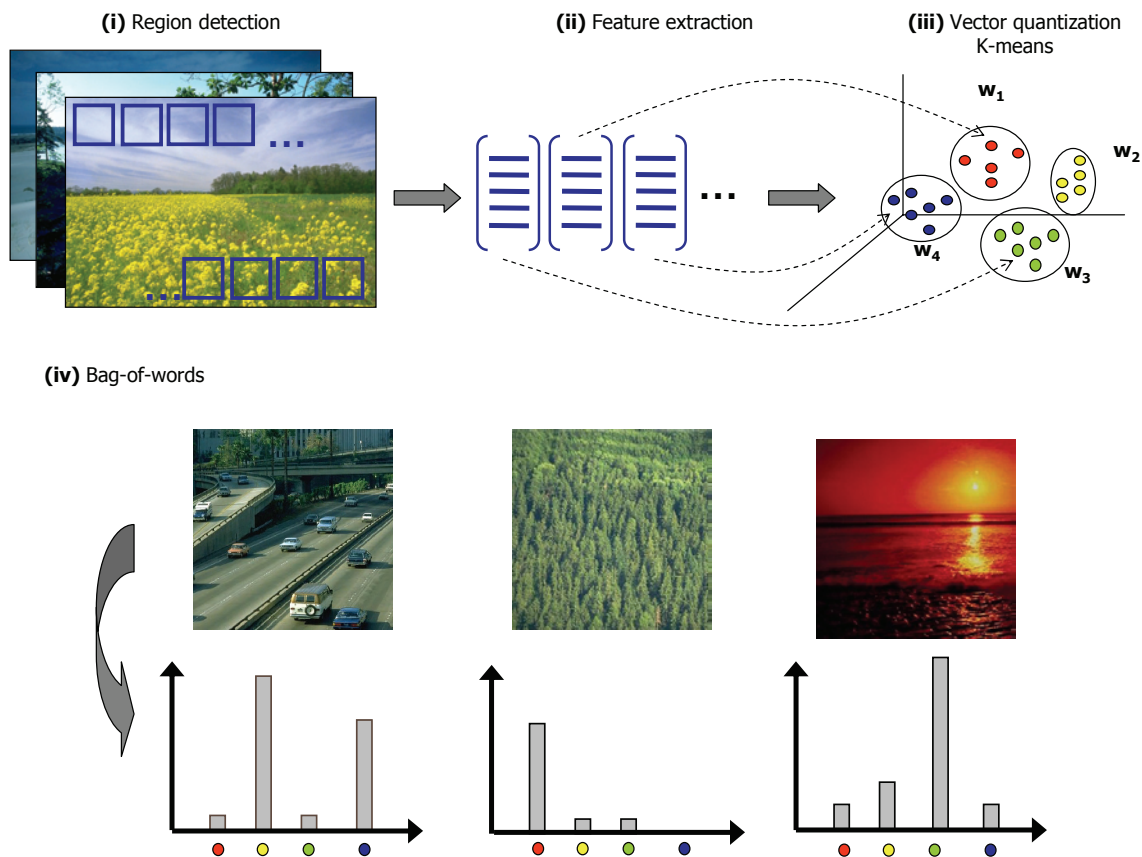 (i) Region detection
(ii) Feature extraction
(iii) Vector quantization
K-means
...
...
...
w1
w2
w3
w4
(iv) Bag-of-words